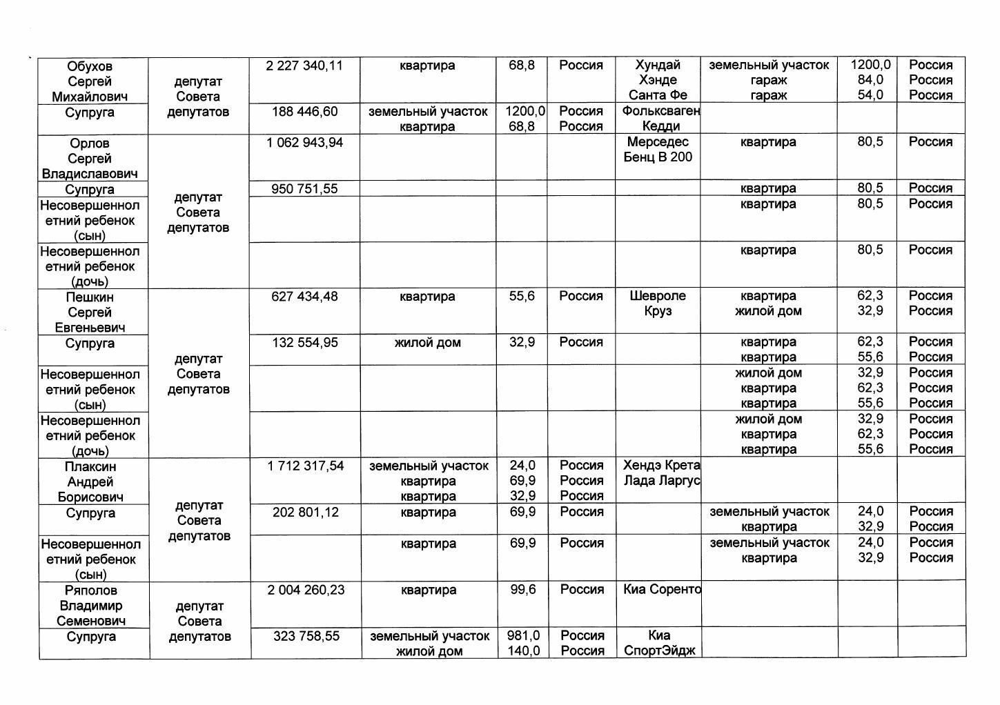 Обухов Сергей Михайлович депутат Совета депутатов 2 227 340,11 квартира 68,8 Россия Хундай Хэнде Санта Фе земельный участок 1200,0 Россия
гараж 84,0 Россия
гараж 54,0 Россия
Супруга 188 446,60 земельный участок 1200,0 Россия Фольксваген Кедди
квартира 68,8 Россия
Орлов Сергей Владиславович депутат Совета депутатов 1 062 943,94 Мерседес Бенц В 200 квартира 80,5 Россия
Супруга 950 751,55 квартира 80,5 Россия
Несовершеннолетний ребенок (сын) квартира 80,5 Россия
Несовершеннолетний ребенок (дочь) квартира 80,5 Россия
Пешкин Сергей Евгеньевич депутат Совета депутатов 627 434,48 квартира 55,6 Россия Шевроле Круз квартира 62,3 Россия
жилой дом 32,9 Россия
Супруга 132 554,95 жилой дом 32,9 Россия квартира 62,3 Россия
квартира 55,6 Россия
Несовершеннолетний ребенок (сын) жилой дом 32,9 Россия
квартира 62,3 Россия
квартира 55,6 Россия
Несовершеннолетний ребенок (дочь) жилой дом 32,9 Россия
квартира 62,3 Россия
квартира 55,6 Россия
Плаксин Андрей Борисович депутат Совета депутатов 1 712 317,54 земельный участок 24,0 Россия Хендэ Крета
квартира 69,9 Россия Лада Ларгус
квартира 32,9 Россия
Супруга 202 801,12 квартира 69,9 Россия земельный участок 24,0 Россия
квартира 32,9 Россия
Несовершеннолетний ребенок (сын) квартира 69,9 Россия земельный участок 24,0 Россия
квартира 32,9 Россия
Ряполов Владимир Семенович депутат Совета депутатов 2 004 260,23 квартира 99,6 Россия Киа Соренто
Супруга 323 758,55 земельный участок 981,0 Россия Киа СпортЭйдж
жилой дом 140,0 Россия